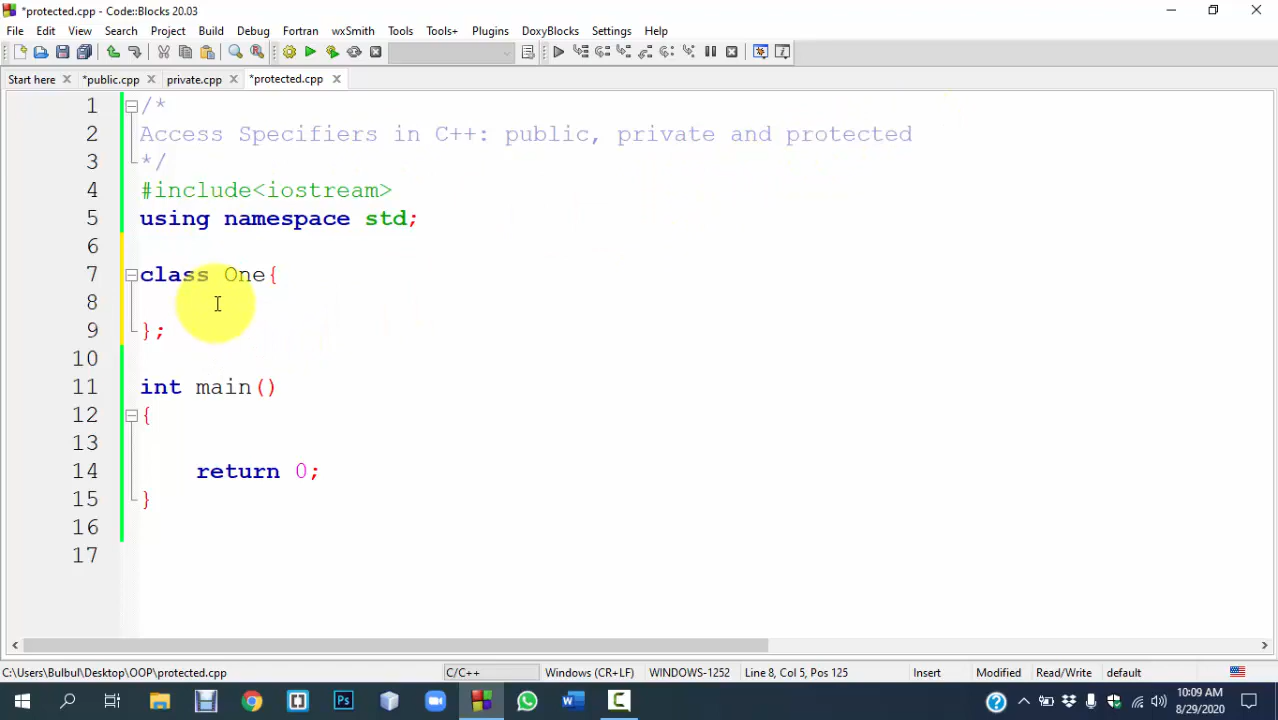 *protected.cpp - Code::Blocks 20.03
File Edit View Search Project Build Debug Fortran wxSmith Tools Tools+ Plugins DoxyBlocks Settings Help
Start here *public.cpp private.cpp *protected.cpp
1 /*
2 Access Specifiers in C++: public, private and protected
3 */
4 #include<iostream>
5 using namespace std;
6
7 class One{
8
9 };
10
11 int main()
12 {
13
14 return 0;
15 }
16
17
C:\Users\Bulbul\Desktop\OOP\protected.cpp C/C++ Windows (CR+LF) WINDOWS-1252 Line 8, Col 5, Pos 125 Insert Modified Read/Write default
Ps W
10:09 AM
8/29/2020